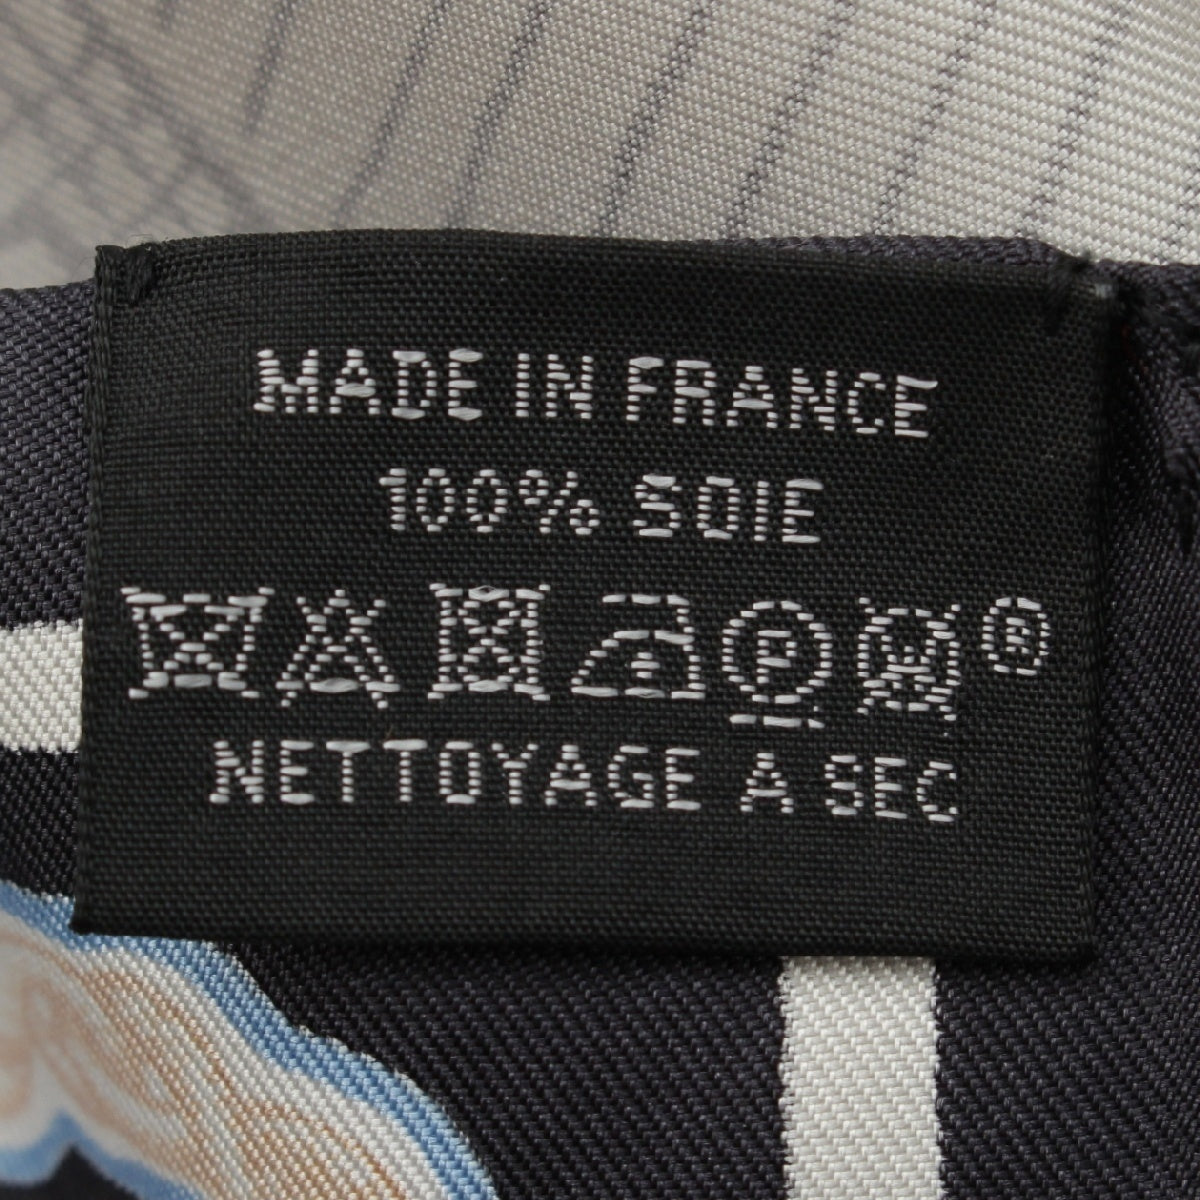 MADE IN FRANCE
100% SOIE
P W ®
NETTOYAGE A SEC